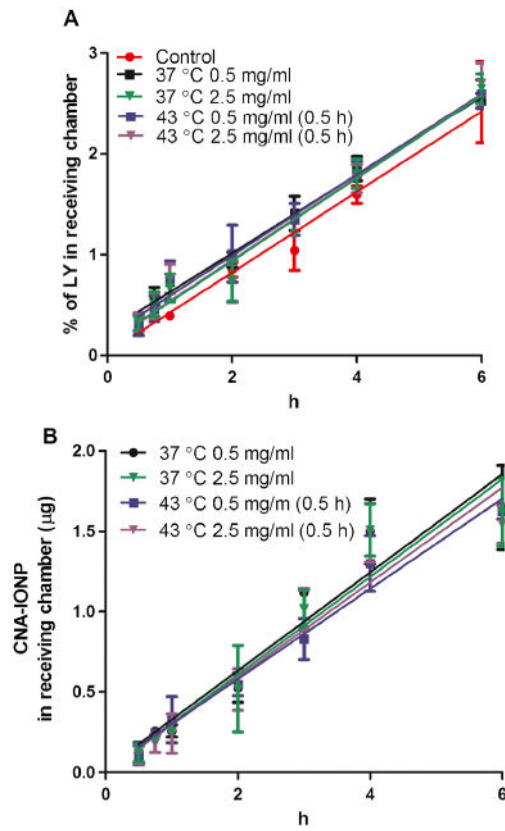 A
Control
37 °C 0.5 mg/ml
37 °C 2.5 mg/ml
43 °C 0.5 mg/ml (0.5 h)
43 °C 2.5 mg/ml (0.5 h)
% of LY in receiving chamber
3
2
1
0
0 2 4 6
h
B
37 °C 0.5 mg/ml
37 °C 2.5 mg/ml
43 °C 0.5 mg/m (0.5 h)
43 °C 2.5 mg/ml (0.5 h)
CNA-IONP
in receiving chamber (µg)
2.0
1.5
1.0
0.5
0.0
0 2 4 6
h